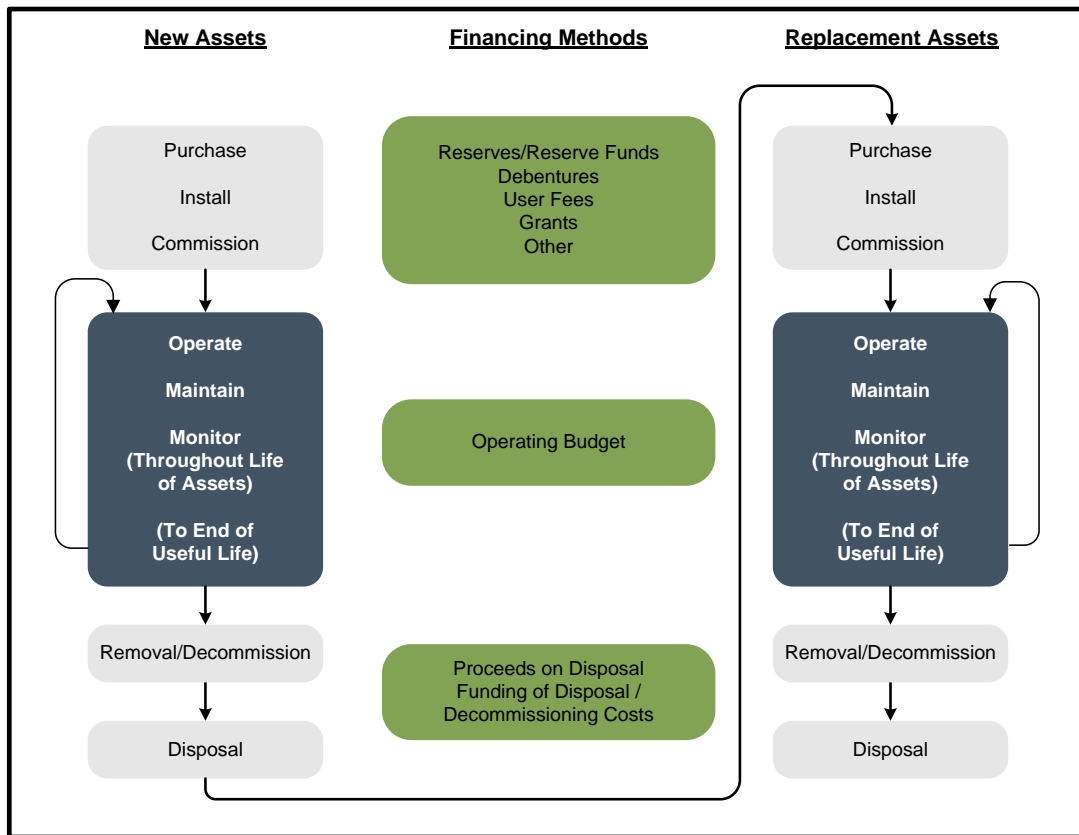 New Assets
Purchase
Install
Commission
Operate
Maintain
Monitor
(Throughout Life
of Assets)
(To End of
Useful Life)
Removal/Decommission
Disposal
Financing Methods
Reserves/Reserve Funds
Debentures
User Fees
Grants
Other
Operating Budget
Proceeds on Disposal
Funding of Disposal /
Decommissioning Costs
Replacement Assets
Purchase
Install
Commission
Operate
Maintain
Monitor
(Throughout Life
of Assets)
(To End of
Useful Life)
Removal/Decommission
Disposal